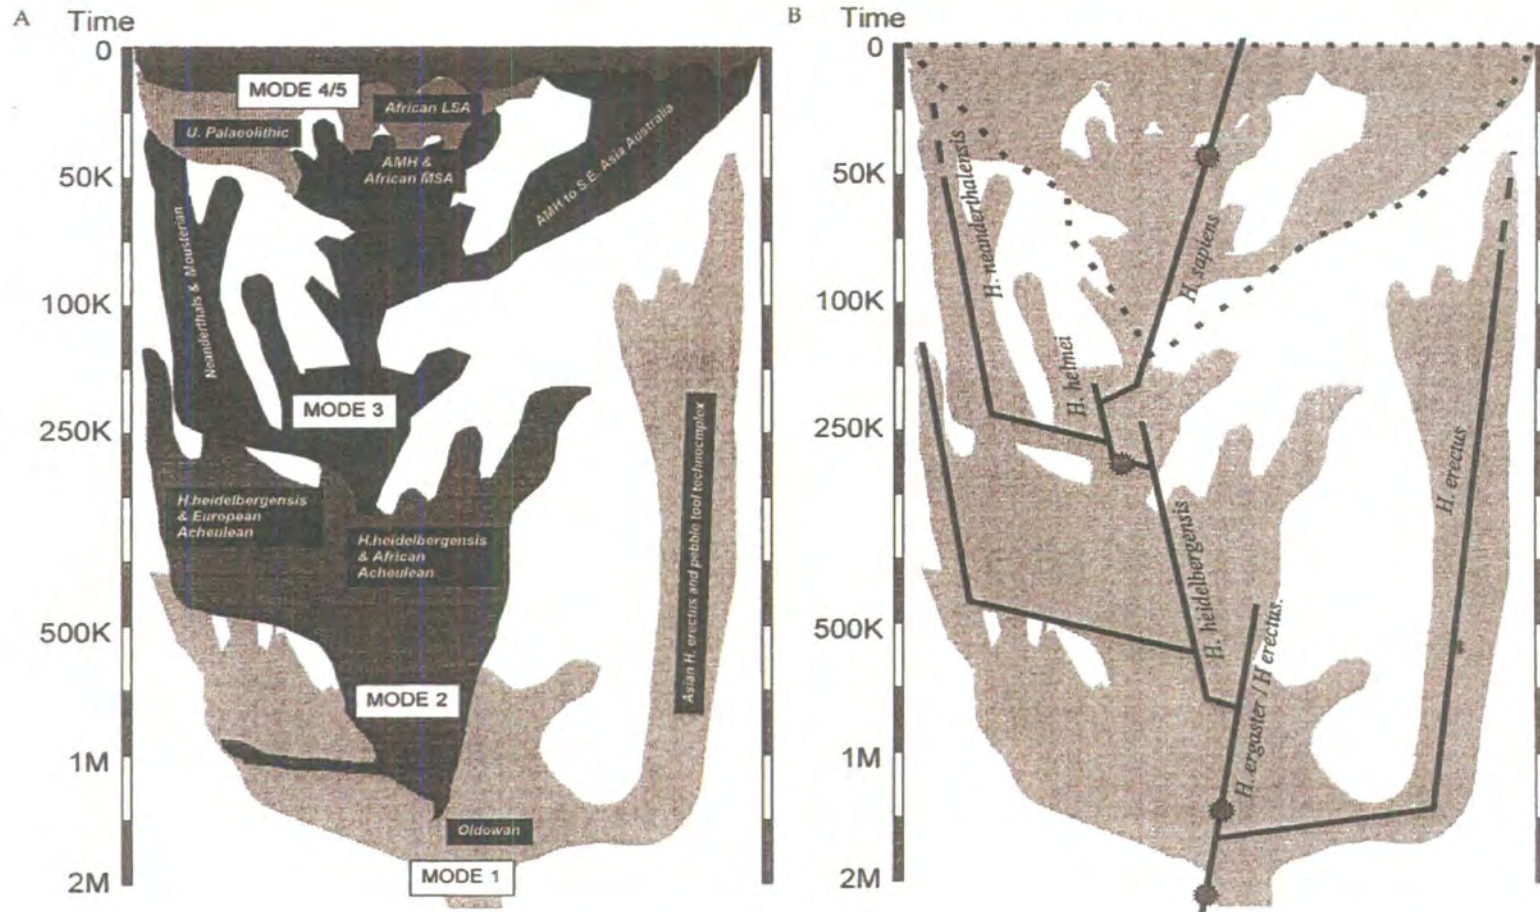 A
Time
0
50K
100K
250K
500K
1M
2M
MODE 4/5
African LSA
U. Palaeolithic
AMH &
African MSA
AMH to S.E. Asia Australia
Neanderthals & Mousterian
MODE 3
H.heidelbergensis
& European
Acheulean
H.heidelbergensis
& African
Acheulean
Asian H. erectus and pebble tool technocmplex
MODE 2
Oldowan
MODE 1
B
Time
0
50K
100K
250K
500K
1M
2M
H. neanderthalensis
H. sapiens
H. helmei
H. heidelbergensis
H. erectus
H. ergaster / H erectus.